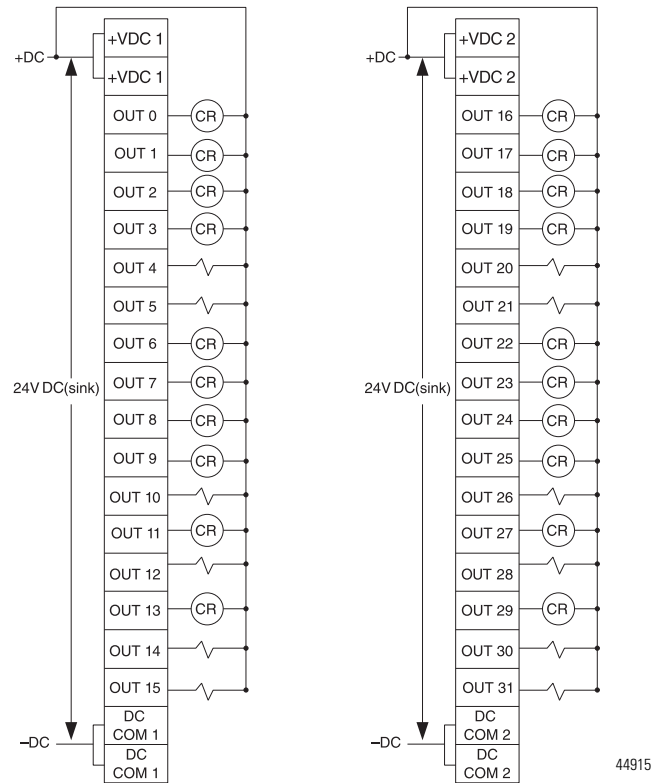 +DC
+VDC 1
+VDC 1
OUT 0 CR
OUT 1 CR
OUT 2 CR
OUT 3 CR
OUT 4
OUT 5
OUT 6 CR
OUT 7 CR
24V DC(sink)
OUT 8 CR
OUT 9 CR
OUT 10
OUT 11 CR
OUT 12
OUT 13 CR
OUT 14
OUT 15
DC
COM 1
–DC
DC
COM 1
+DC
+VDC 2
+VDC 2
OUT 16 CR
OUT 17 CR
OUT 18 CR
OUT 19 CR
OUT 20
OUT 21
OUT 22 CR
OUT 23 CR
24V DC(sink)
OUT 24 CR
OUT 25 CR
OUT 26
OUT 27 CR
OUT 28
OUT 29 CR
OUT 30
OUT 31
DC
COM 2
–DC
DC
COM 2
44915